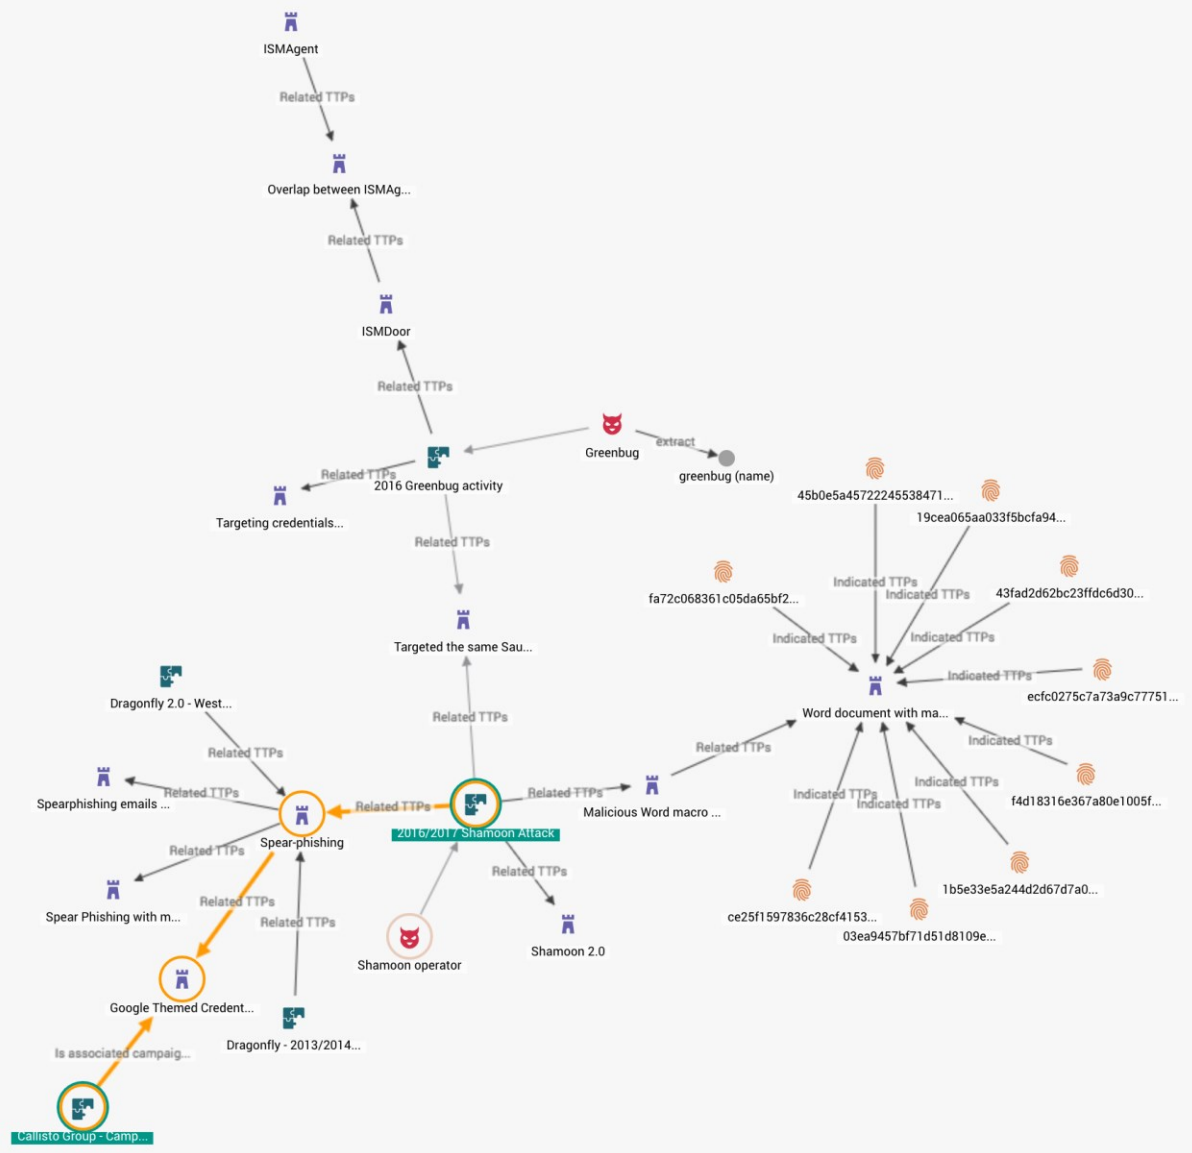 ISMAgent
Related TTPs
Overlap between ISMAg...
Related TTPs
ISMDoor
Related TTPs
Greenbug
extract
greenbug (name)
Related TTPs
2016 Greenbug activity
Targeting credentials...
45b0e5a45722245538471...
19cea065aa033f5bcfa94...
Related TTPs
Indicated TTPs
Indicated TTPs
fa72c068361c05da65bf2...
43fad2d62bc23ffdc6d30...
Indicated TTPs
Indicated TTPs
Targeted the same Sau...
Indicated TTPs
ecfc0275c7a73a9c77751...
Dragonfly 2.0 - West...
Related TTPs
Word document with ma...
Related TTPs
Related TTPs
Indicated TTPs
Spearphishing emails ...
Related TTPs
Related TTPs
Related TTPs
Indicated TTPs
Indicated TTPs
Indicated TTPs
f4d18316e367a80e1005f...
Malicious Word macro ...
2016/2017 Shamoon Attack
Spear-phishing
Related TTPs
Related TTPs
1b5e33e5a244d2d67d7a0...
Related TTPs
Spear Phishing with m...
Related TTPs
ce25f1597836c28cf4153...
03ea9457bf71d51d8109e...
Shamoon 2.0
Shamoon operator
Google Themed Credent...
Dragonfly - 2013/2014...
Is associated campaig...
Callisto Group - Camp...